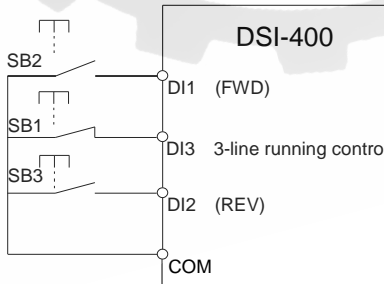 DSI-400
SB2
DI1 (FWD)
SB1
DI3 3-line running contro
SB3
DI2 (REV)
COM